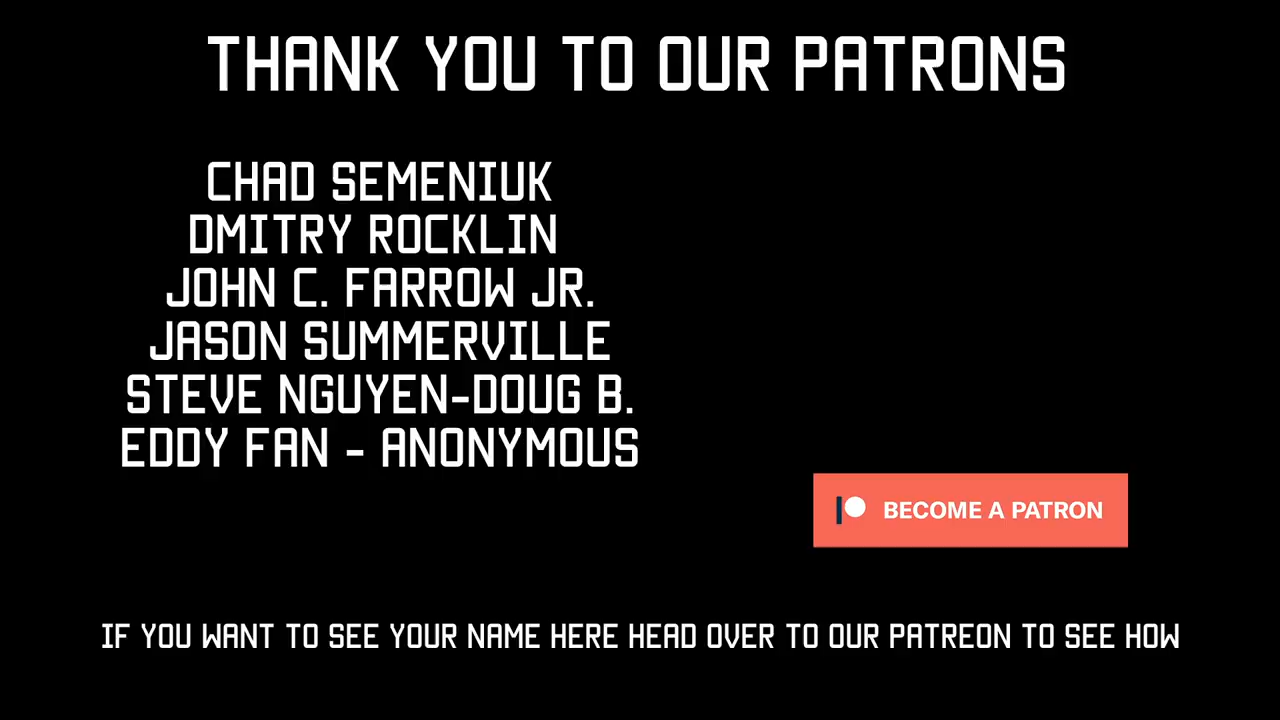 THANK YOU TO OUR PATRONS
CHAD SEMENIUK
DMITRY ROCKLIN
JOHN C. FARROW JR.
JASON SUMMERVILLE
STEVE NGUYEN-DOUG B.
EDDY FAN - ANONYMOUS
BECOME A PATRON
IF YOU WANT TO SEE YOUR NAME HERE HEAD OVER TO OUR PATREON TO SEE HOW